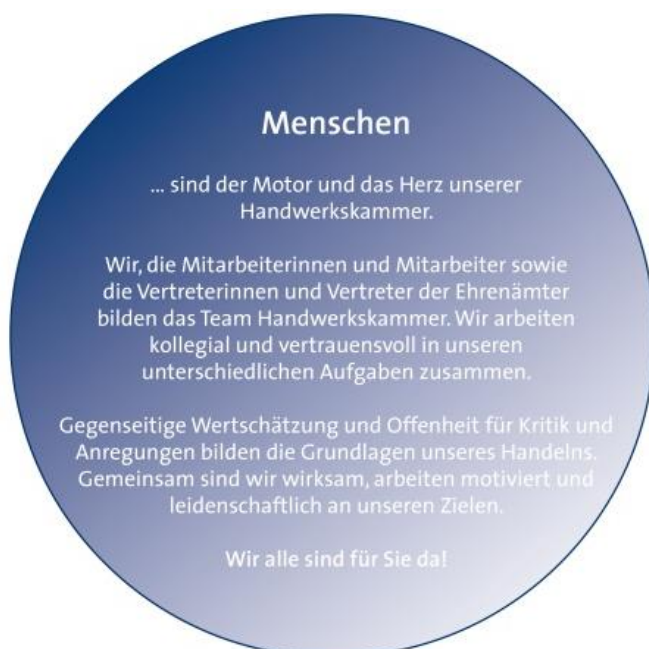 Menschen
... sind der Motor und das Herz unserer
Handwerkskammer.
Wir, die Mitarbeiterinnen und Mitarbeiter sowie
die Vertreterinnen und Vertreter der Ehrenämter
bilden das Team Handwerkskammer. Wir arbeiten
kollegial und vertrauensvoll in unseren
unterschiedlichen Aufgaben zusammen.
Gegenseitige Wertschätzung und Offenheit für Kritik und
Anregungen bilden die Grundlagen unseres Handelns.
Gemeinsam sind wir wirksam, arbeiten motiviert und
leidenschaftlich an unseren Zielen.
Wir alle sind für Sie da!